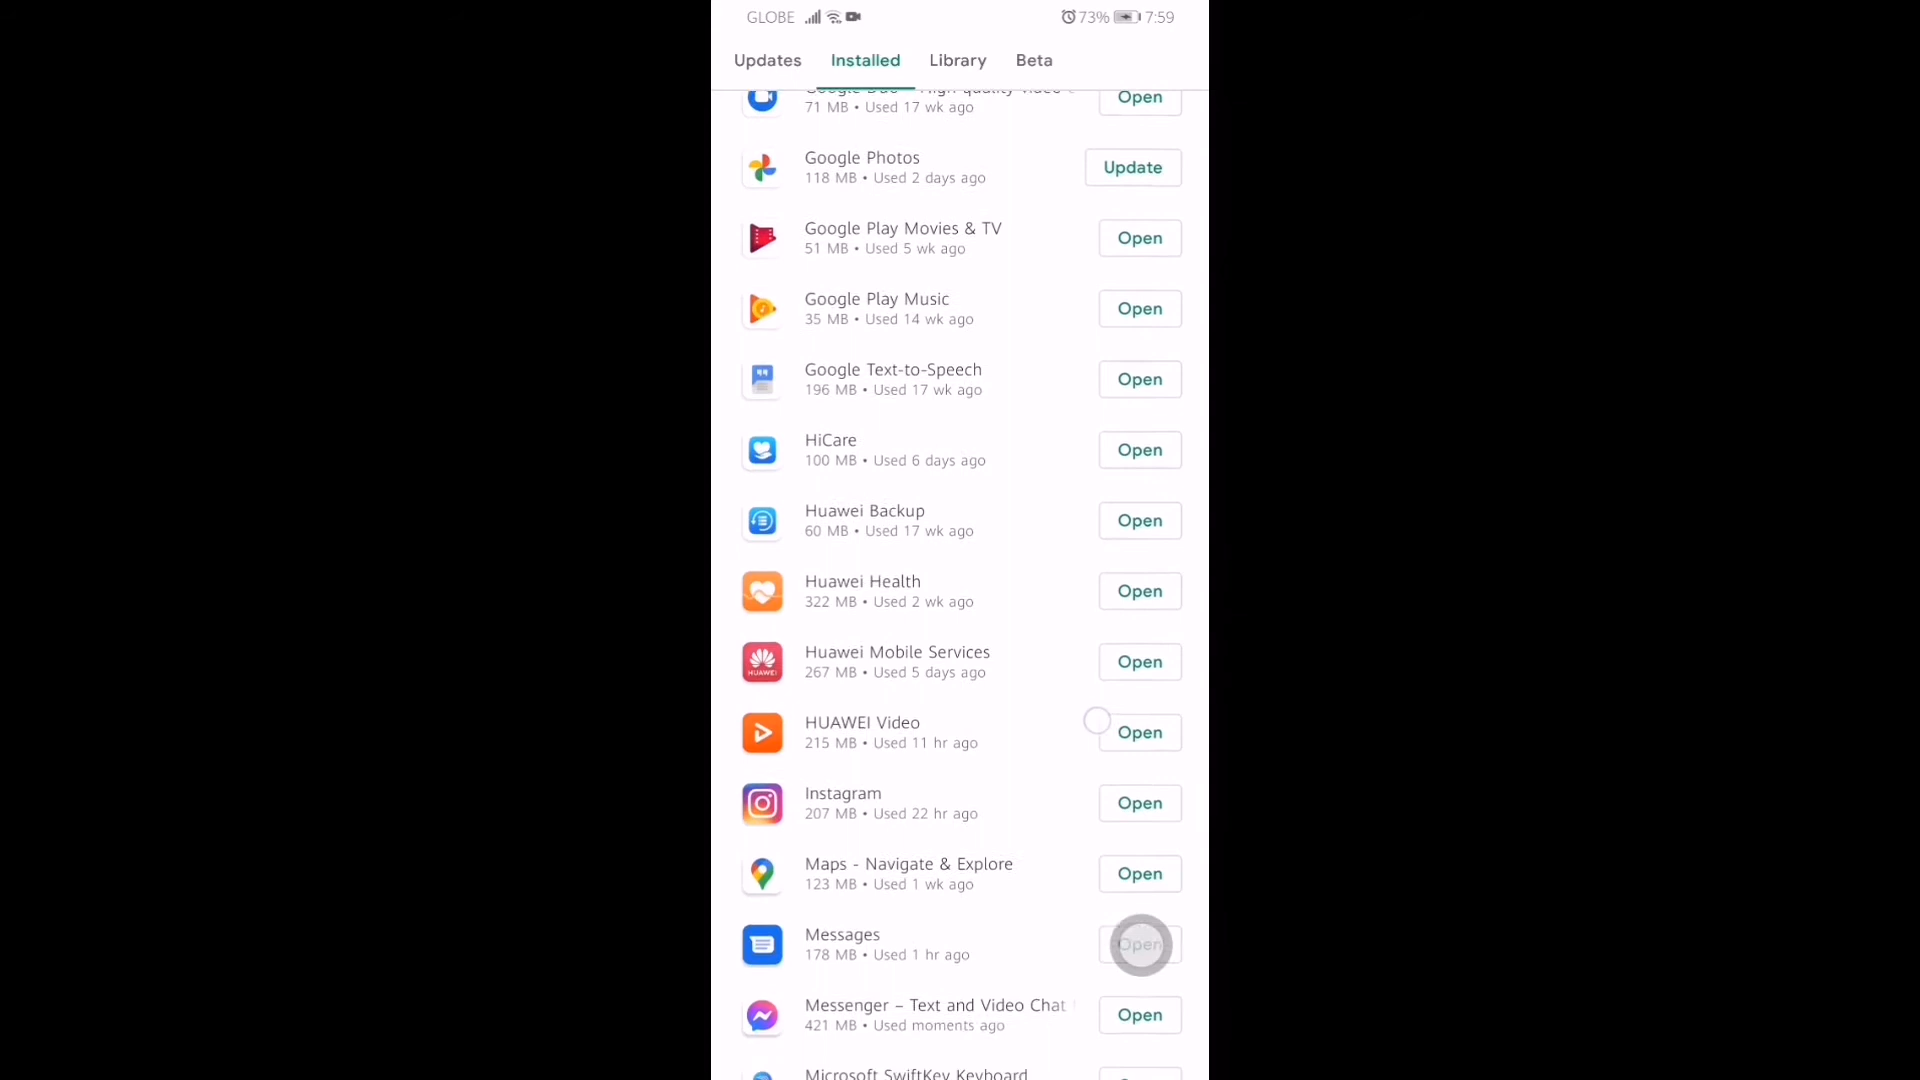 GLOBE 73% 7:59
Updates Installed Library Beta
71 MB • Used 17 wk ago
Open
Google Photos
118 MB • Used 2 days ago
Update
Google Play Movies & TV
51 MB • Used 5 wk ago
Open
Google Play Music
35 MB • Used 14 wk ago
Open
Google Text-to-Speech
196 MB • Used 17 wk ago
Open
HiCare
100 MB • Used 6 days ago
Open
Huawei Backup
60 MB • Used 17 wk ago
Open
Huawei Health
322 MB • Used 2 wk ago
Open
HUAWEI
Huawei Mobile Services
267 MB • Used 5 days ago
Open
HUAWEI Video
215 MB • Used 11 hr ago
Open
Instagram
207 MB • Used 22 hr ago
Open
Maps - Navigate & Explore
123 MB • Used 1 wk ago
Open
Messages
178 MB • Used 1 hr ago
Open
Messenger – Text and Video Chat
421 MB • Used moments ago
Open
Microsoft SwiftKey Keyboard